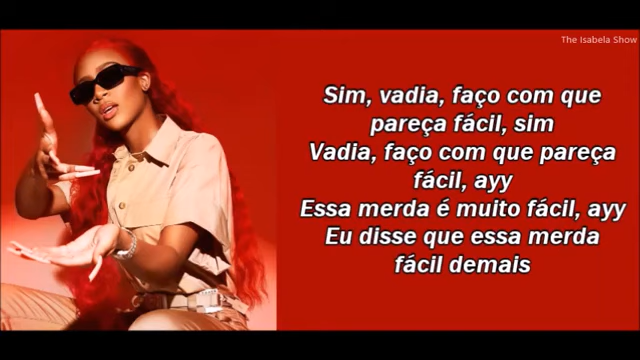 The Isabela Show
Sim, vadia, faço com que
pareça fácil, sim
Vadia, faço com que pareça
fácil, ayy
Essa merda é muito fácil, ayy
Eu disse que essa merda
fácil demais